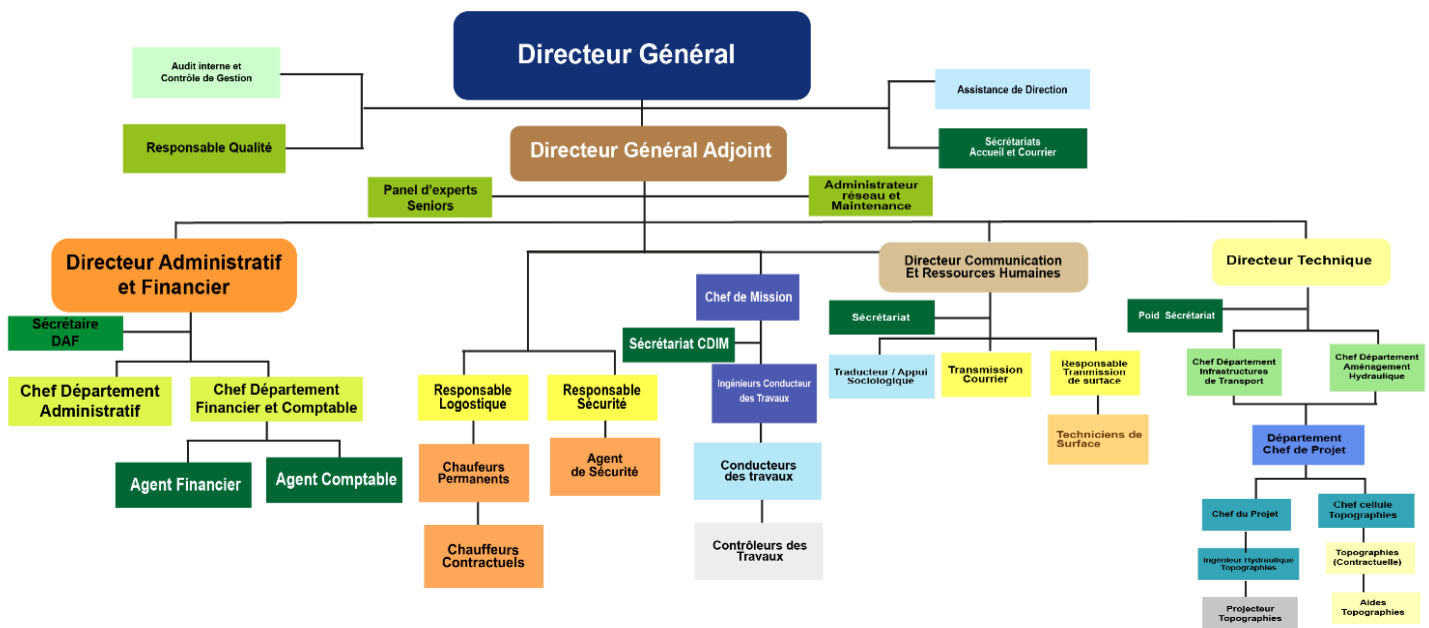 Directeur Général
Audit interne et
Contrôle de Gestion
Assistance de Direction
Responsable Qualité
Directeur Général Adjoint
Sécrétariats
Accueil et Courrier
Panel d'experts
Seniors
Administrateur
réseau et
Maintenance
Directeur Administratif
et Financier
Directeur Communication
Et Ressources Humaines
Directeur Technique
Chef de Mission
Sécrétaire
DAF
Sécrétariat CDIM
Sécrétariat
Poid Sécrétariat
Chef Département
Administratif
Chef Département
Financier et Comptable
Responsable
Logostique
Responsable
Sécurité
Ingénieurs Conducteur
des Travaux
Traducteur / Appui
Sociologique
Transmission
Courrier
Responsable
Tranmission
de surface
Chef Département
Infrastructures
de Transport
Chef Département
Aménagement
Hydraulique
Techniciens de
Surface
Département
Chef de Projet
Agent Financier
Agent Comptable
Chaufeurs
Permanents
Agent
de Sécurité
Conducteurs
des travaux
Chauffeurs
Contractuels
Contrôleurs des
Travaux
Chef du Projet
Chef cellule
Topographies
Ingénieur Hydraulique
Topographies
Topographies
(Contractuelle)
Projecteur
Topographies
Aides
Topographies